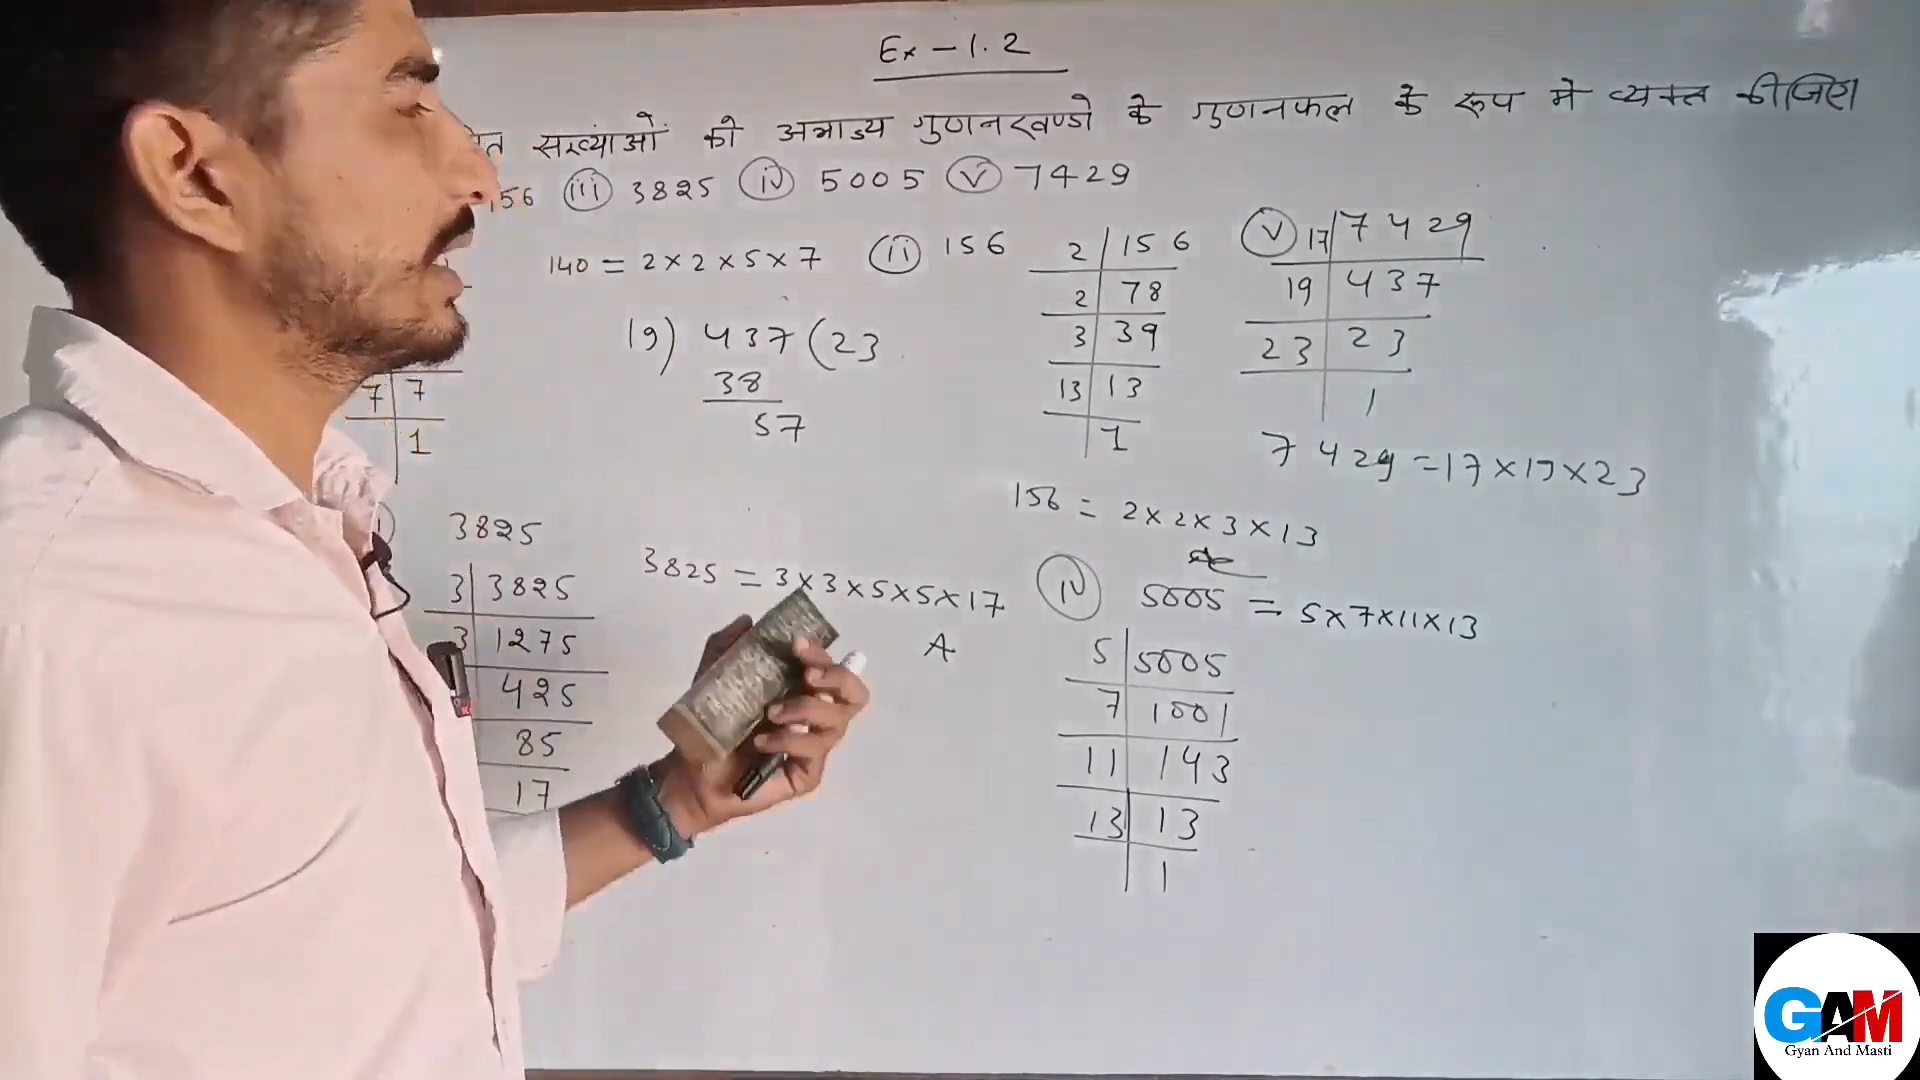 Ex - 1.2
सख्यांओं को अभाज्य गुणनखण्डो के गुणनफल के रूप मे व्यक्त कीजिए।
156 (iii) 3825 (iv) 5005 (v) 7429
140 = 2×2×5×7
7 | 7
1
19) 437 (23
38
57
(ii) 156
2 | 156
2 | 78
3 | 39
13 | 13
1
156 = 2×2×3×13
(v) 17 | 7429
19 | 437
23 | 23
1
7429 = 17×19×23
3825
3 | 3825
3 | 1275
425
85
17
3825 = 3×3×5×5×17
A
(iv) 5005 = 5×7×11×13
5 | 5005
7 | 1001
11 | 143
13 | 13
1
GAM
Gyan And Masti